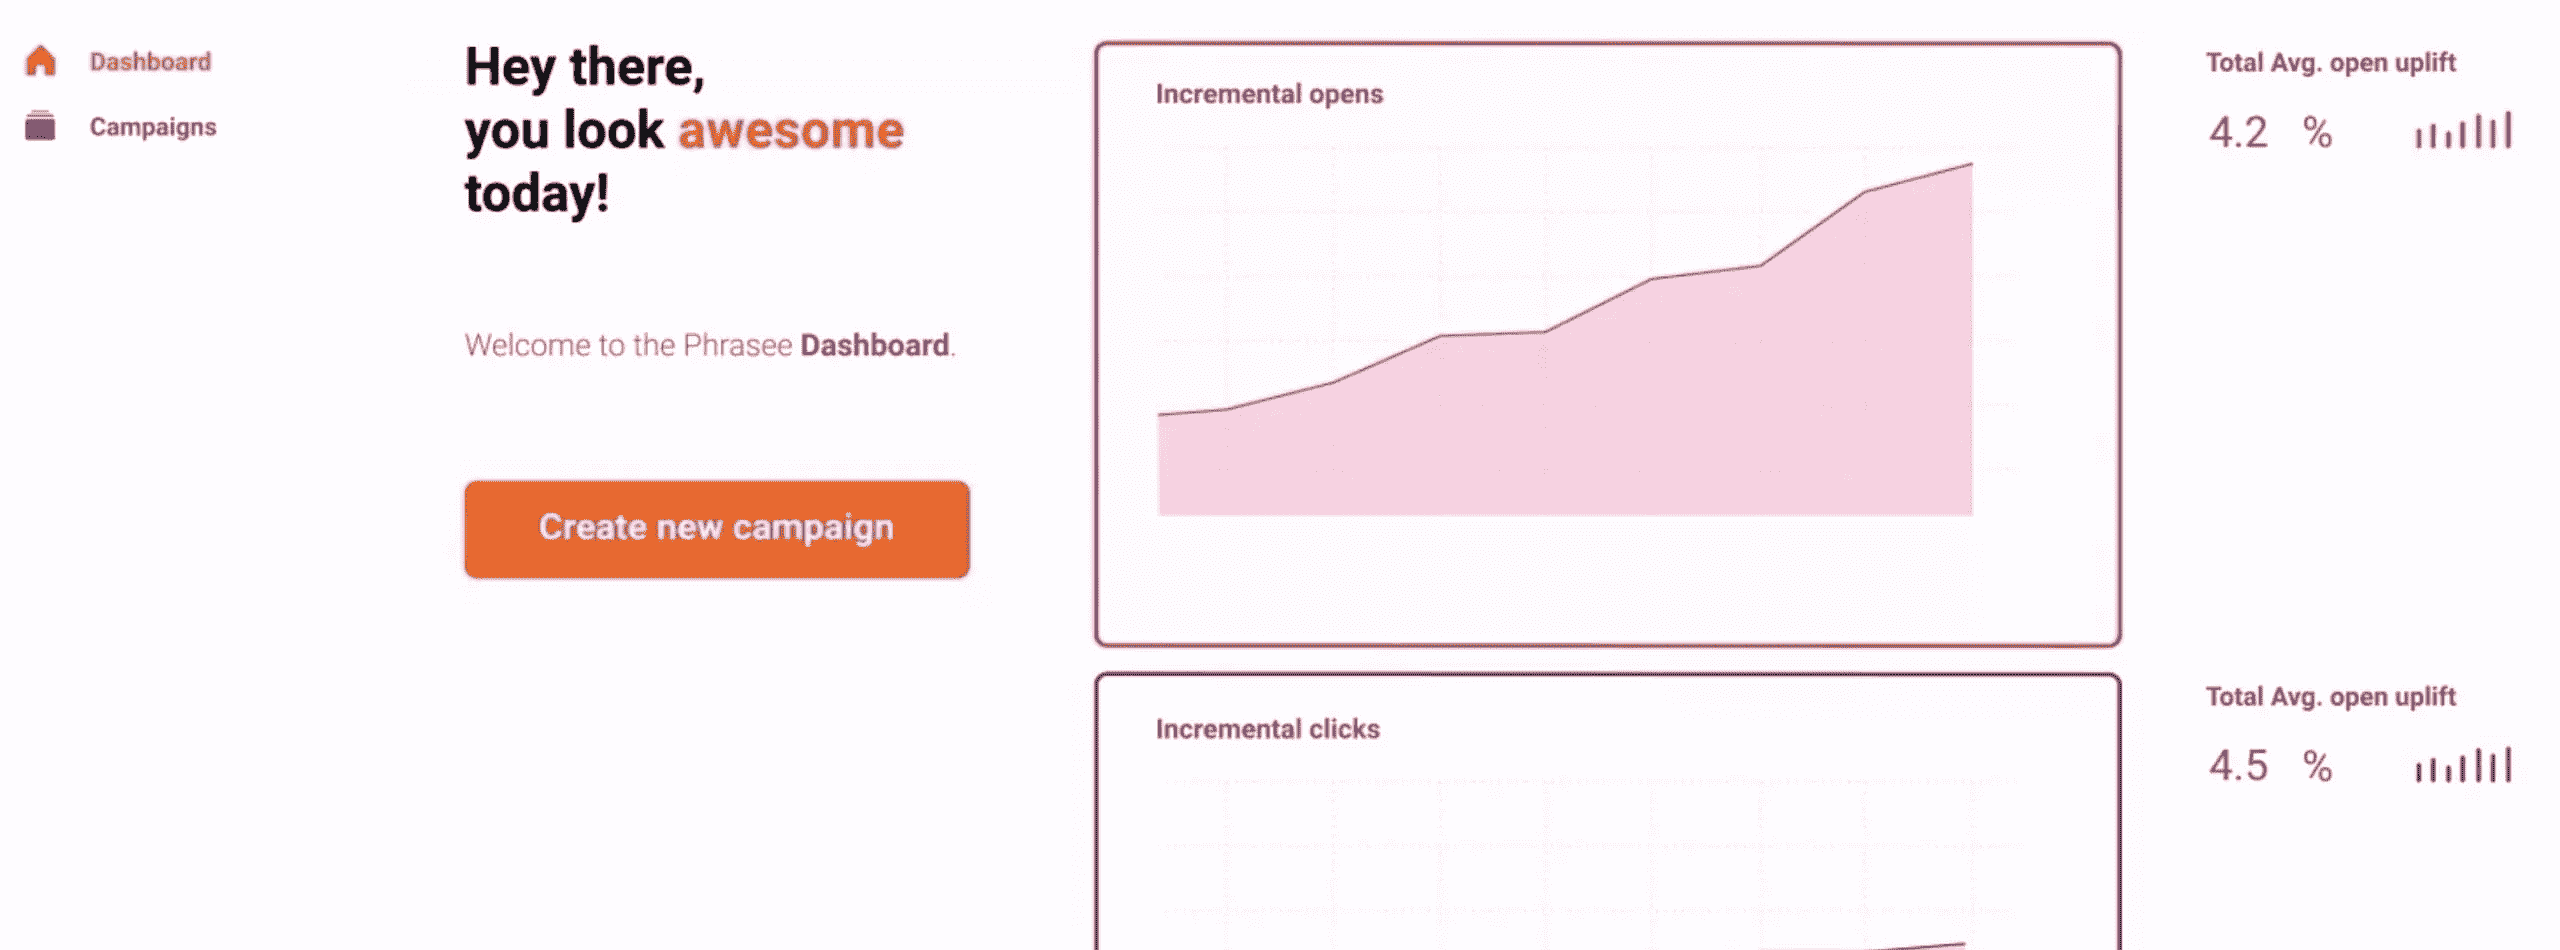 Dashboard
Campaigns
Hey there,
you look awesome
today!
Welcome to the Phrasee Dashboard.
Create new campaign
Incremental opens
Total Avg. open uplift
4.2 %
Incremental clicks
Total Avg. open uplift
4.5 %